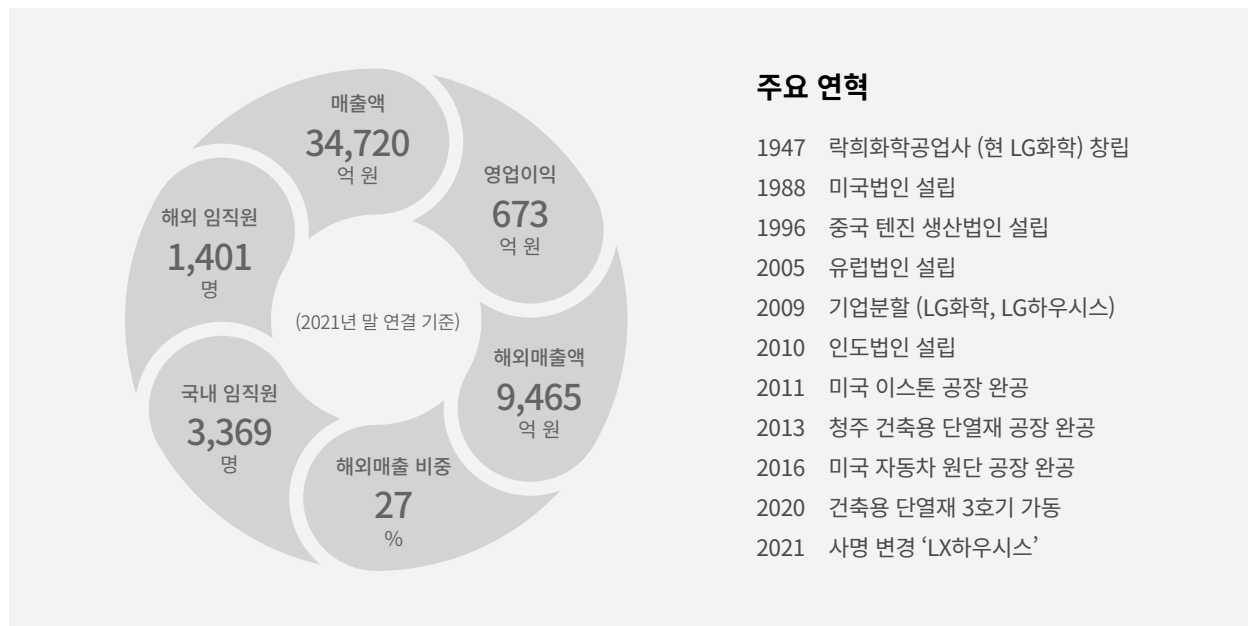 매출액
34,720
억 원
영업이익
673
억 원
해외매출액
9,465
억 원
해외매출 비중
27
%
국내 임직원
3,369
명
해외 임직원
1,401
명
(2021년 말 연결 기준)
주요 연혁
1947 락희화학공업사 (현 LG화학) 창립
1988 미국법인 설립
1996 중국 텐진 생산법인 설립
2005 유럽법인 설립
2009 기업분할 (LG화학, LG하우시스)
2010 인도법인 설립
2011 미국 이스톤 공장 완공
2013 청주 건축용 단열재 공장 완공
2016 미국 자동차 원단 공장 완공
2020 건축용 단열재 3호기 가동
2021 사명 변경 ‘LX하우시스’